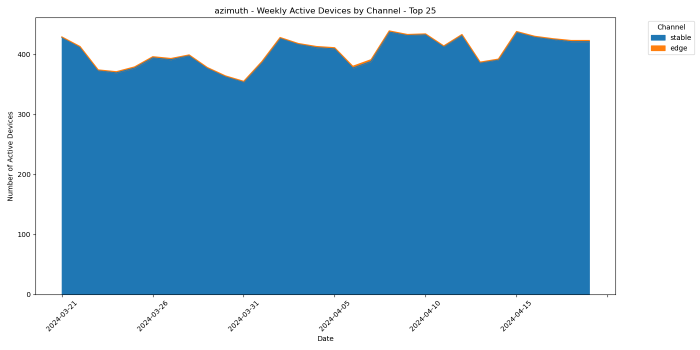 azimuth - Weekly Active Devices by Channel - Top 25
Channel
stable
edge
Number of Active Devices
400
300
200
100
0
2024-03-21
2024-03-26
2024-03-31
2024-04-05
2024-04-10
2024-04-15
Date